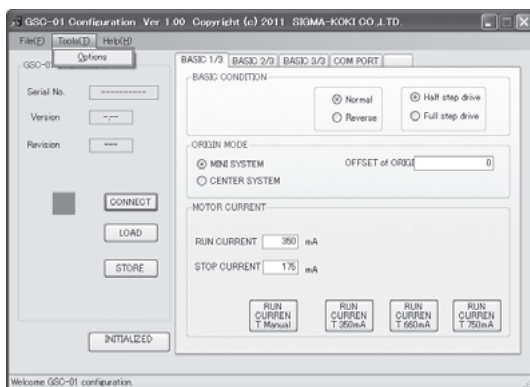 GSC-01 Configuration Ver 1.00 Copyright (c) 2011 SIGMA-KOKI CO.,LTD.
File(F) Tools(T) Help(H)
Options
Serial No. ----------
Version -.--
Revision ---
CONNECT
LOAD
STORE
INITIALIZED
BASIC 1/3 BASIC 2/3 BASIC 3/3 COM PORT
BASIC CONDITION
Normal
Reverse
Half step drive
Full step drive
ORIGIN MODE
MINI SYSTEM
CENTER SYSTEM
OFFSET of ORIGI 0
MOTOR CURRENT
RUN CURRENT 350 mA
STOP CURRENT 175 mA
RUN
CURREN
T Manual
RUN
CURREN
T 350mA
RUN
CURREN
T 660mA
RUN
CURREN
T 750mA
Welcome GSC-01 configuration.